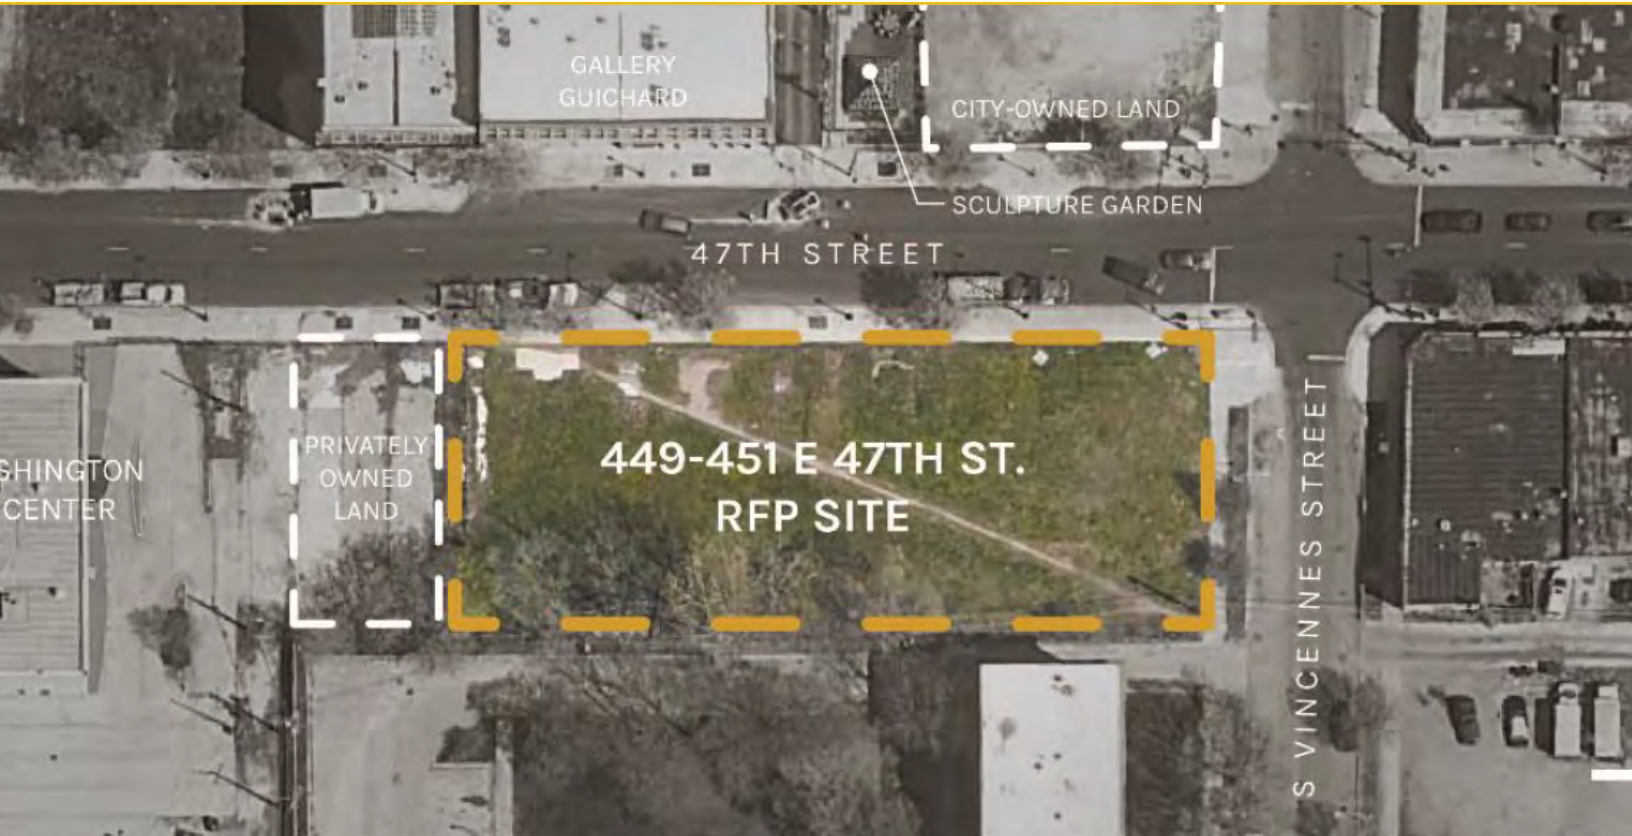 GALLERY
GUICHARD
CITY-OWNED LAND
SCULPTURE GARDEN
47TH STREET
PRIVATELY
OWNED
LAND
449-451 E 47TH ST.
RFP SITE
SHINGTON
CENTER
S VINCENNES STREET